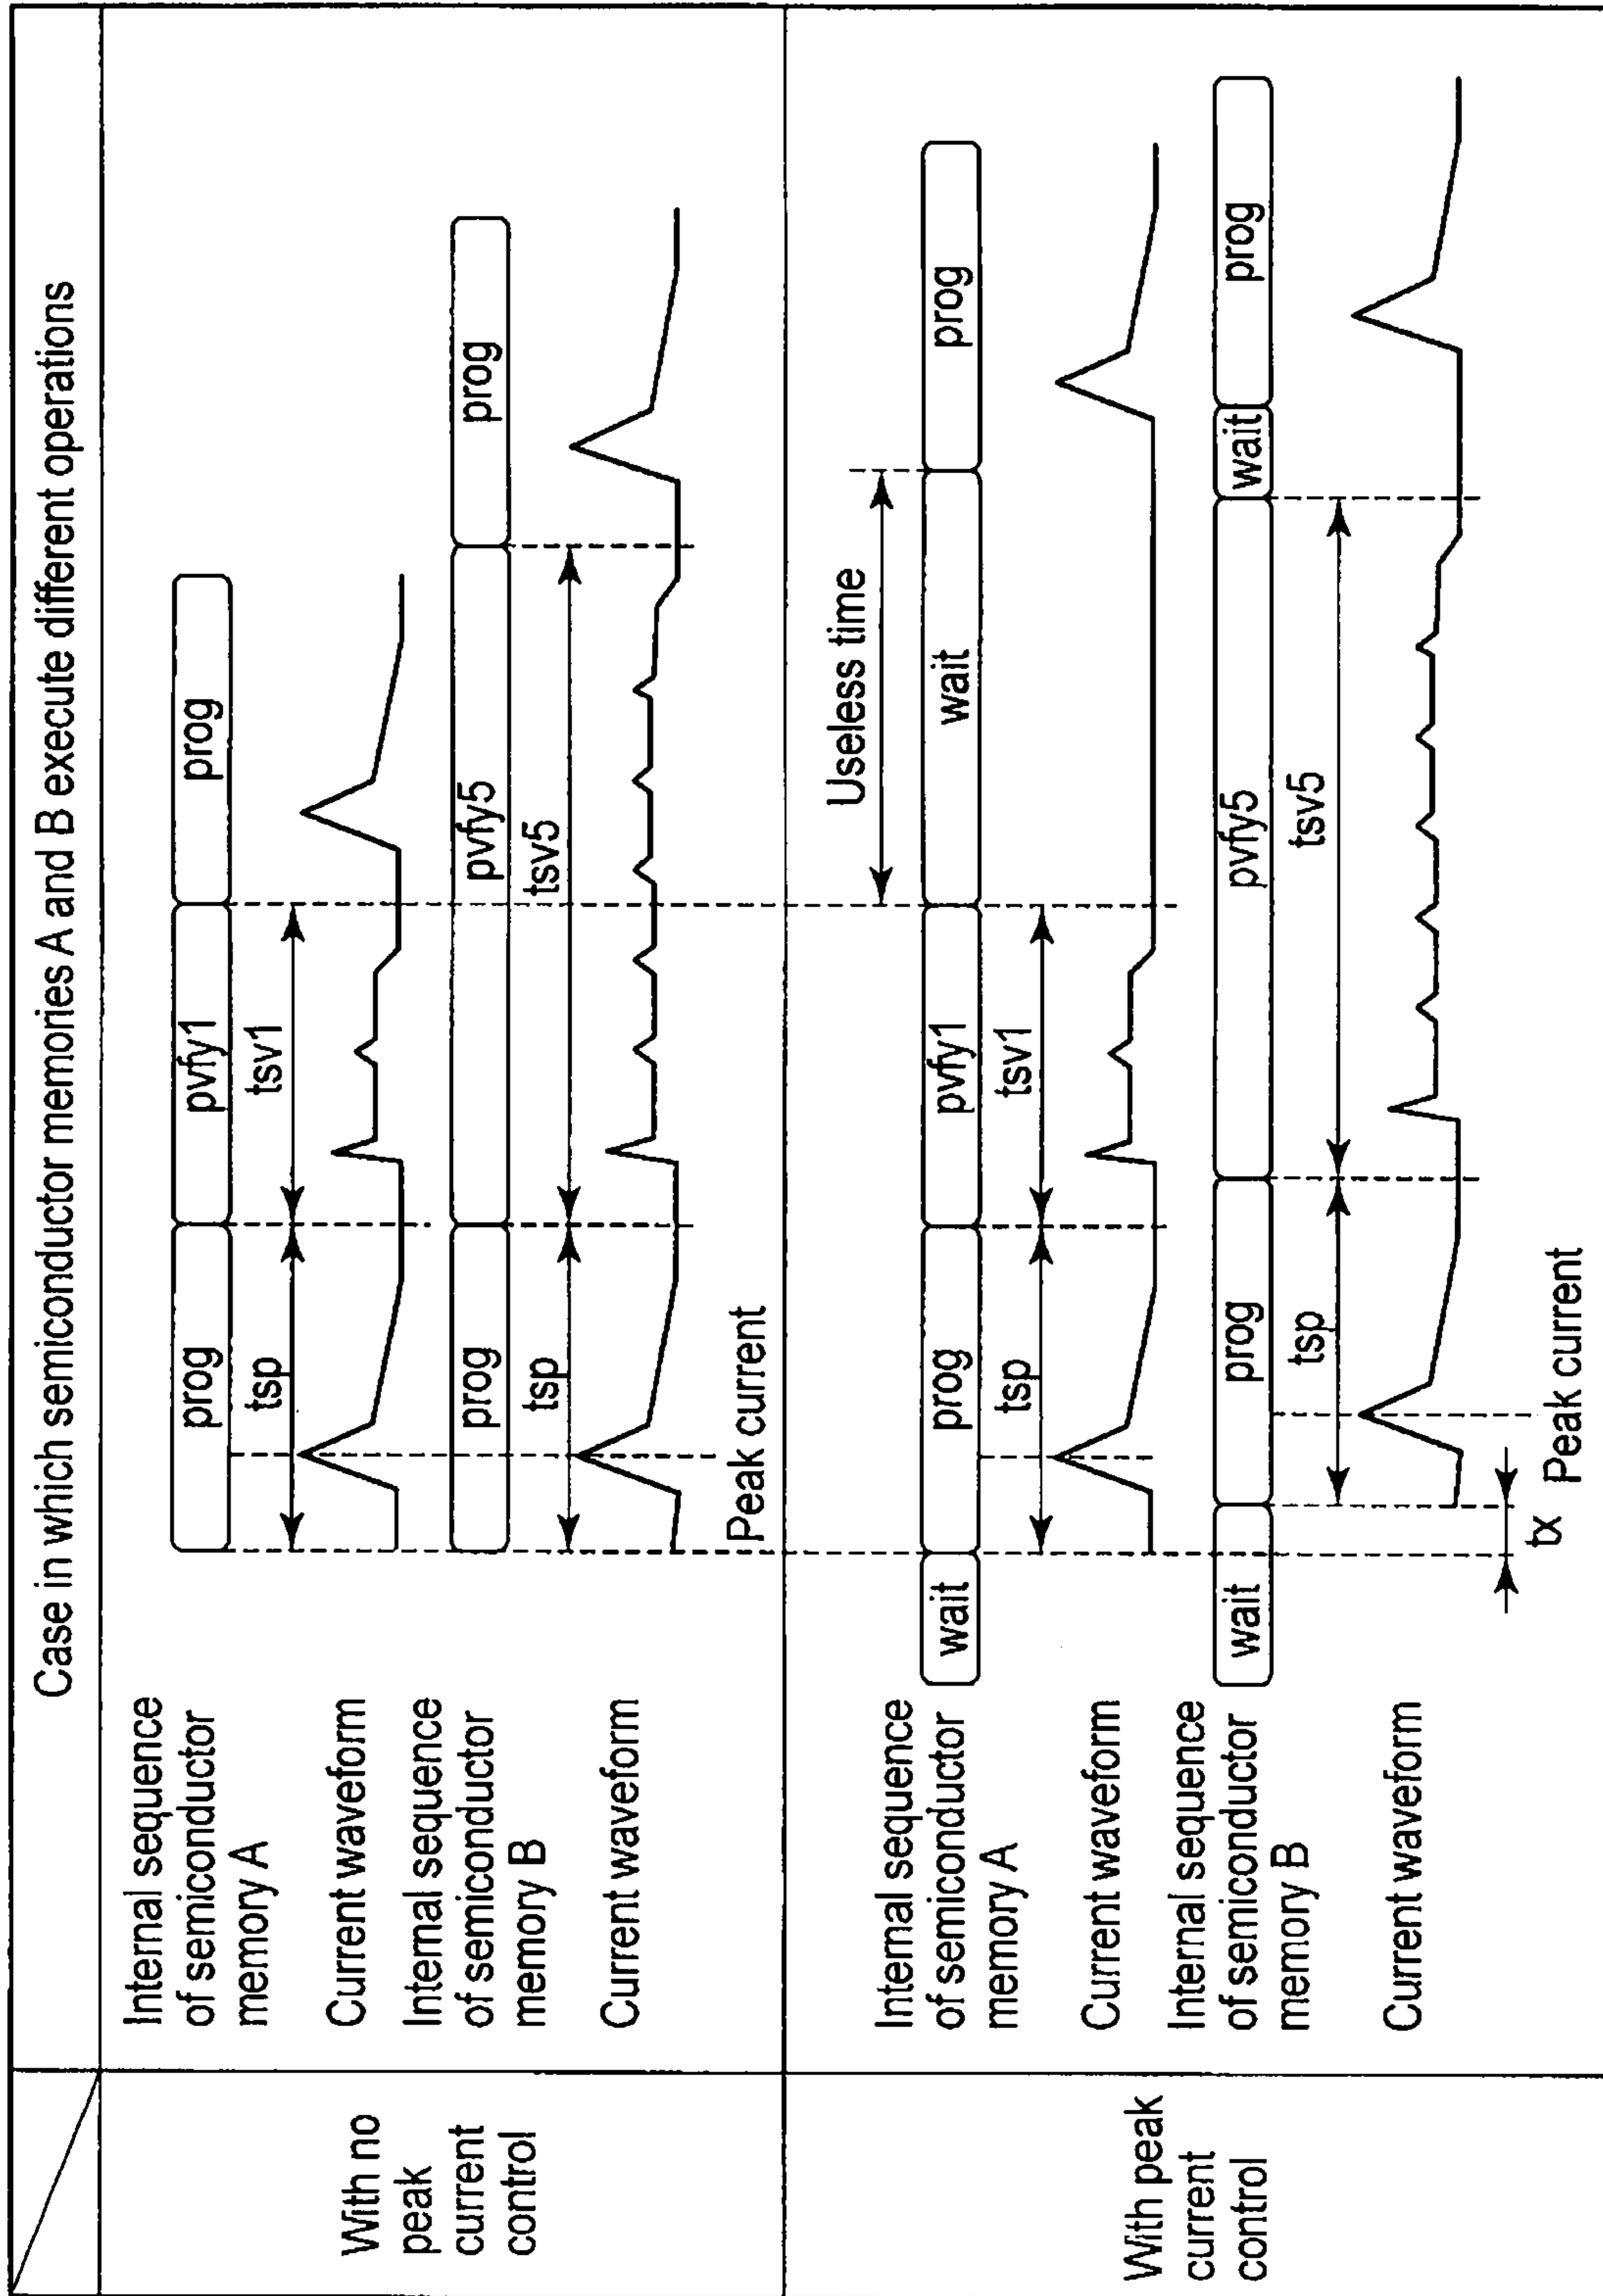 Case in which semiconductor memories A and B execute different operations
With no
peak
current
control
Internal sequence
of semiconductor
memory A
prog
pvfy1
prog
tsp
tsv1
Current waveform
Internal sequence
of semiconductor
memory B
prog
pvfy5
prog
tsp
tsv5
Current waveform
Peak current
With peak
current
control
Useless time
Internal sequence
of semiconductor
memory A
wait
prog
pvfy1
wait
prog
tsp
tsv1
Current waveform
Internal sequence
of semiconductor
memory B
wait
prog
pvfy5
wait
prog
tsp
tsv5
Current waveform
tx
Peak current